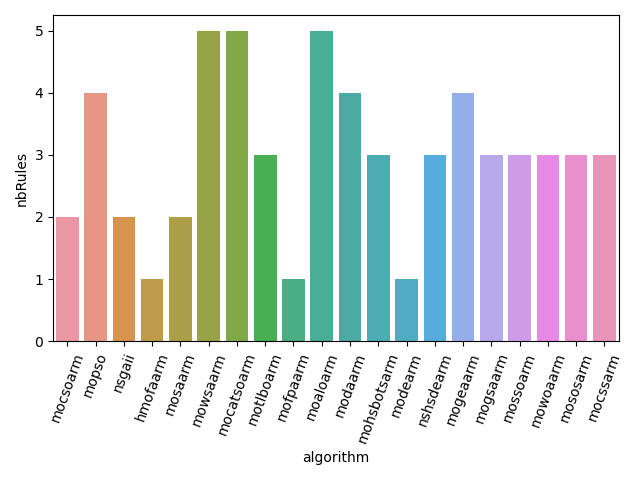 nbRules
5
4
3
2
1
0
mocsoarm
mopso
nsgaii
hmofaarm
mosaarm
mowsaarm
mocatsoarm
motlboarm
mofpaarm
moaloarm
modaarm
mohsbotsarm
modearm
nshsdearm
mogeaarm
mogsaarm
mossoarm
mowoaarm
mososarm
mocssarm
algorithm